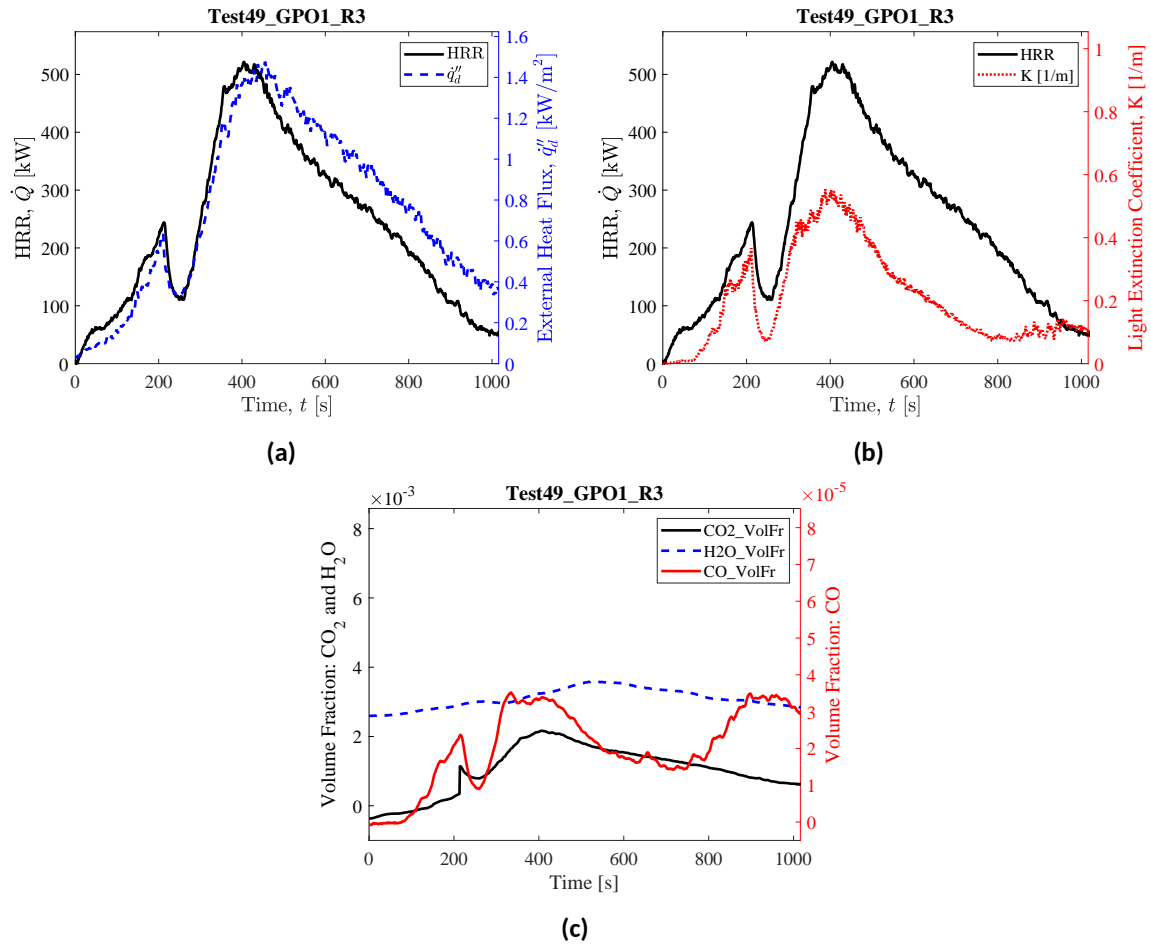 Test49_GPO1_R3
HRR, Q̇ [kW]
500
400
300
200
100
0
0 200 400 600 800 1000
Time, t [s]
HRR
q̇″d
1.6
1.4
1.2
1
0.8
0.6
0.4
0.2
0
External Heat Flux, q̇″d [kW/m²]
(a)
Test49_GPO1_R3
HRR, Q̇ [kW]
500
400
300
200
100
0
0 200 400 600 800 1000
Time, t [s]
HRR
K [1/m]
1
0.8
0.6
0.4
0.2
0
Light Extinction Coefficient, K [1/m]
(b)
Test49_GPO1_R3
×10⁻³
Volume Fraction: CO₂ and H₂O
8
6
4
2
0
0 200 400 600 800 1000
Time [s]
CO2_VolFr
H2O_VolFr
CO_VolFr
×10⁻⁵
8
7
6
5
4
3
2
1
0
Volume Fraction: CO
(c)